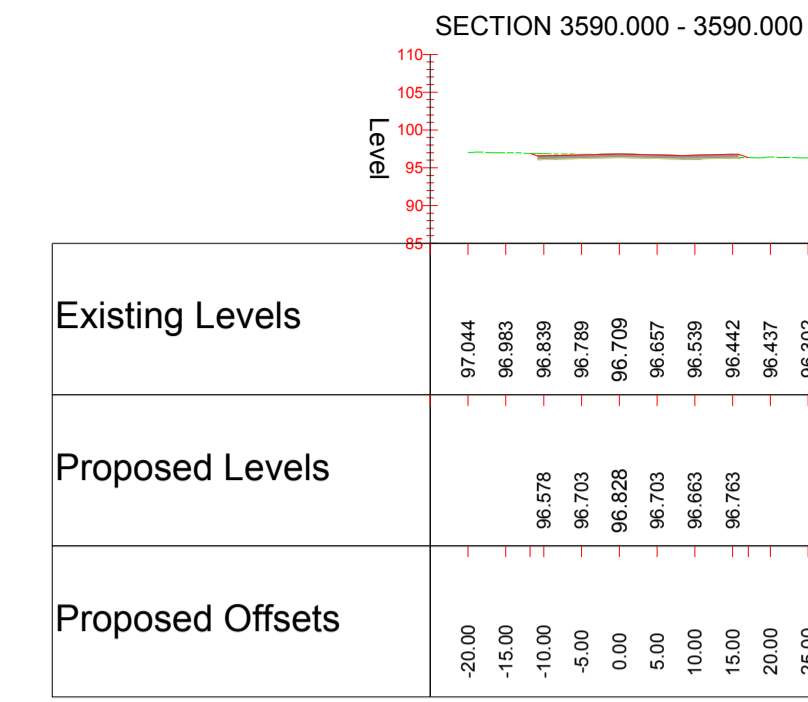 SECTION 3590.000 - 3590.000
110
105
100
95
90
85
Level
Existing Levels
97.044 96.983 96.839 96.789 96.709 96.657 96.539 96.442 96.437
Proposed Levels
96.578 96.703 96.828 96.703 96.663 96.763
Proposed Offsets
-20.00 -15.00 -10.00 -5.00 0.00 5.00 10.00 15.00 20.00